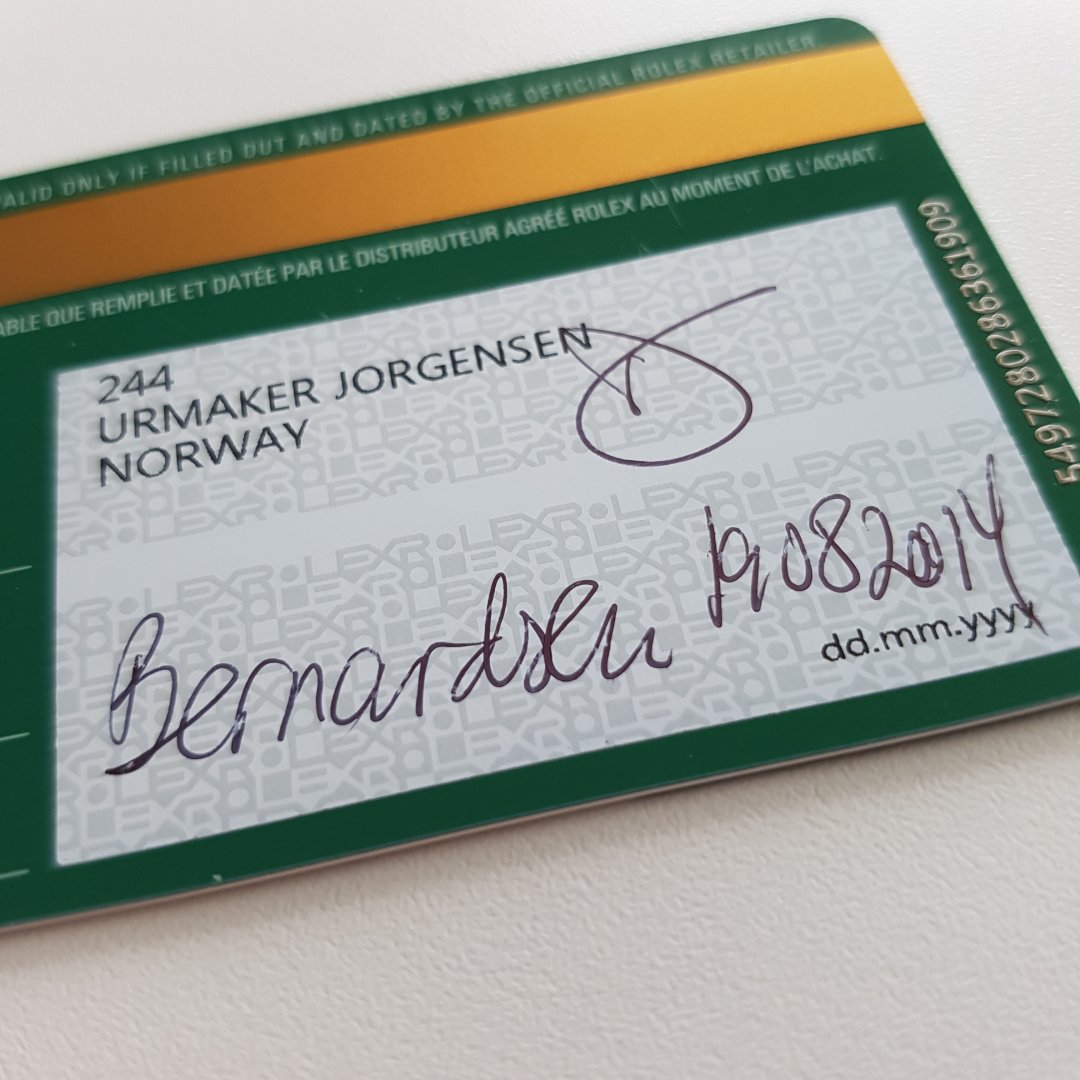 VALID ONLY IF FILLED OUT AND DATED BY THE OFFICIAL ROLEX RETAILER.
ABLE QUE REMPLIE ET DATÉE PAR LE DISTRIBUTEUR AGRÉÉ ROLEX AU MOMENT DE L'ACHAT.
244
URMAKER JORGENSEN
NORWAY
Bernardsen 19082014
dd.mm.yyyy
54977280286361909